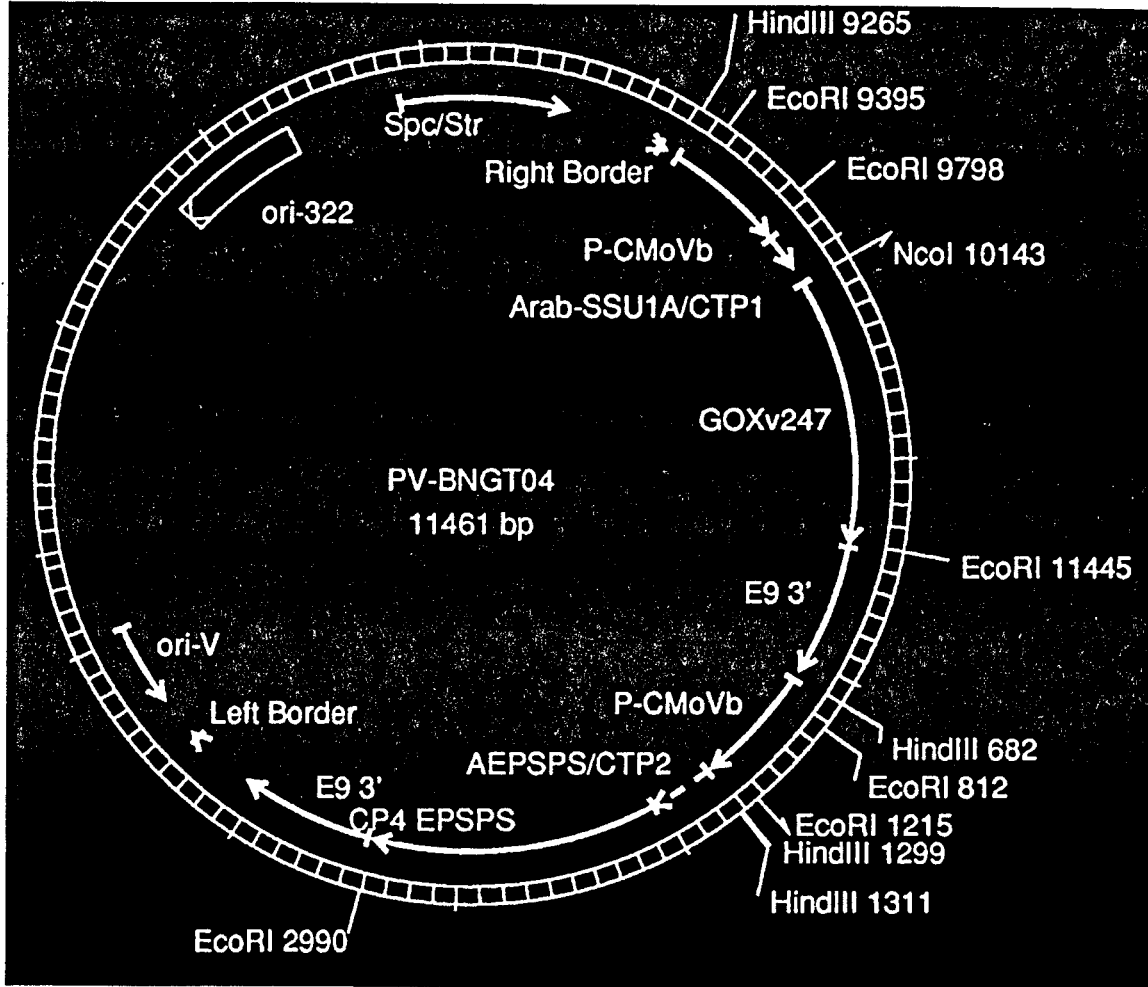 HindIII 9265
EcoRI 9395
Spc/Str
Right Border
EcoRI 9798
ori-322
P-CMoVb
NcoI 10143
Arab-SSU1A/CTP1
GOXv247
PV-BNGT04
11461 bp
EcoRI 11445
E9 3'
ori-V
P-CMoVb
Left Border
HindIII 682
AEPSPS/CTP2
EcoRI 812
E9 3'
CP4 EPSPS
EcoRI 1215
HindIII 1299
HindIII 1311
EcoRI 2990